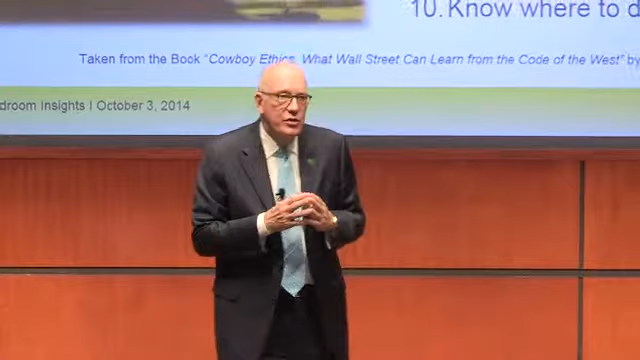 10. Know where to d
Taken from the Book “Cowboy Ethics, What Wall Street Can Learn from the Code of the West” by
droom Insights I October 3, 2014